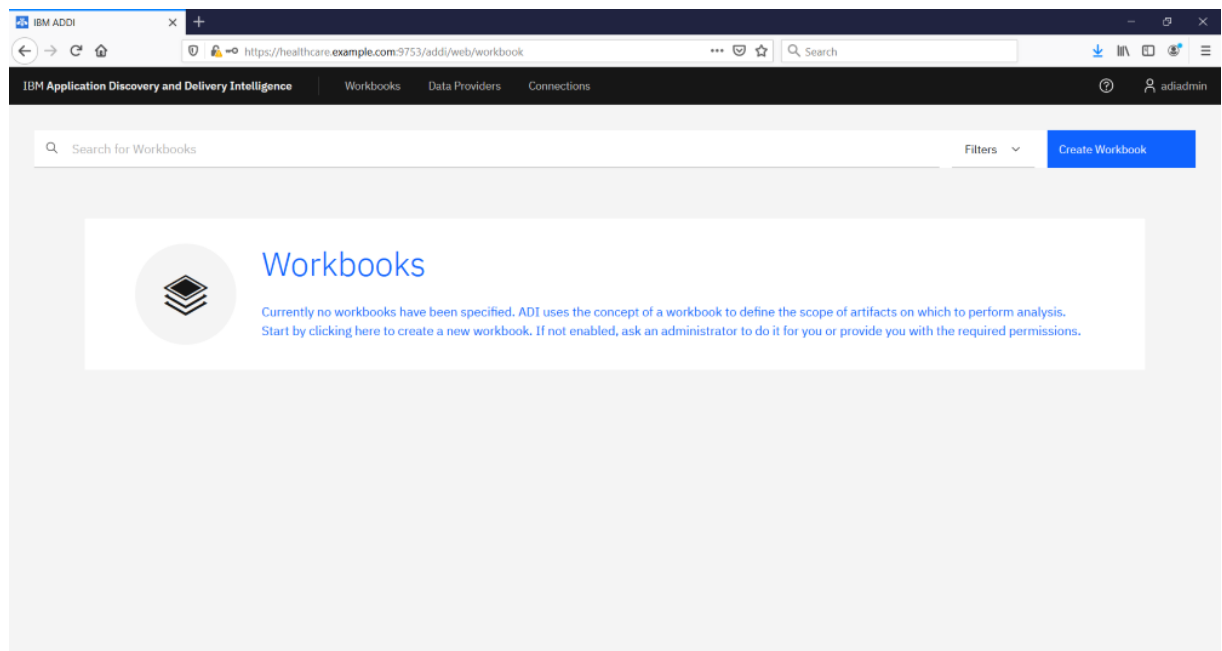 IBM ADDI
https://healthcare.example.com:9753/addi/web/workbook
Search
IBM Application Discovery and Delivery Intelligence Workbooks Data Providers Connections adiadmin
Search for Workbooks Filters Create Workbook
Workbooks
Currently no workbooks have been specified. ADI uses the concept of a workbook to define the scope of artifacts on which to perform analysis.
Start by clicking here to create a new workbook. If not enabled, ask an administrator to do it for you or provide you with the required permissions.